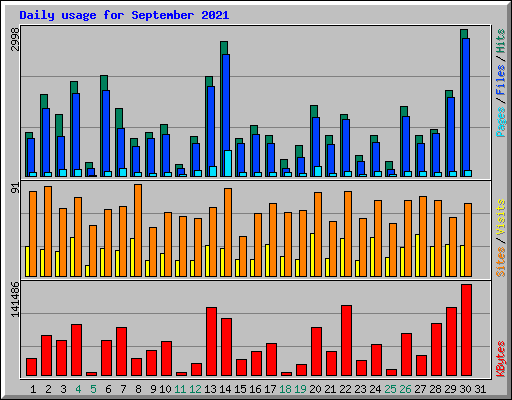 Daily usage for September 2021
2998
Pages / Files / Hits
91
Sites / Visits
141486
KBytes
1 2 3 4 5 6 7 8 9 10 11 12 13 14 15 16 17 18 19 20 21 22 23 24 25 26 27 28 29 30 31